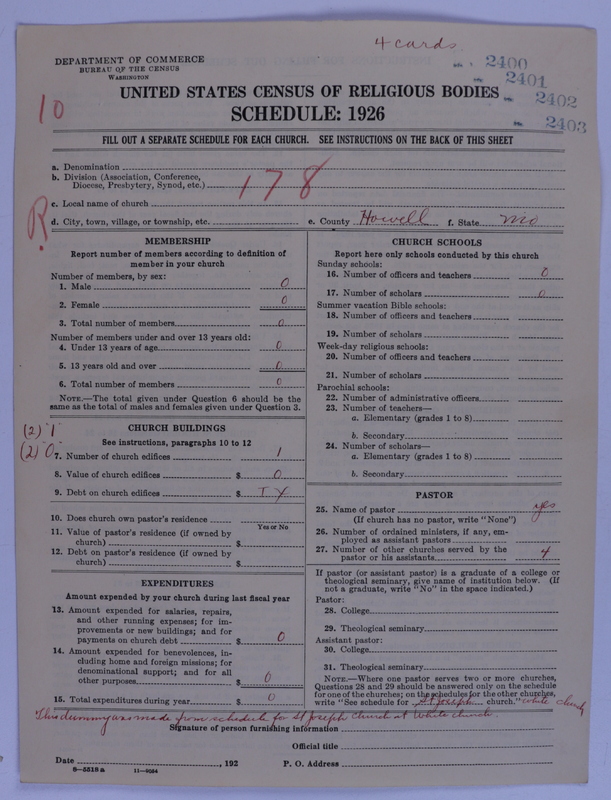 4 cards
DEPARTMENT OF COMMERCE
BUREAU OF THE CENSUS
WASHINGTON
2400
2401
2402
2403
10
UNITED STATES CENSUS OF RELIGIOUS BODIES
SCHEDULE: 1926
FILL OUT A SEPARATE SCHEDULE FOR EACH CHURCH. SEE INSTRUCTIONS ON THE BACK OF THIS SHEET
a. Denomination
b. Division (Association, Conference, Diocese, Presbytery, Synod, etc.) 178
c. Local name of church
R.
d. City, town, village, or township, etc. e. County Howell f. State Mo
MEMBERSHIP
Report number of members according to definition of
member in your church
Number of members, by sex:
1. Male 0
2. Female 0
3. Total number of members 0
Number of members under and over 13 years old:
4. Under 13 years of age 0
5. 13 years old and over 0
6. Total number of members 0
NOTE.—The total given under Question 6 should be the
same as the total of males and females given under Question 3.
(2) 1
(2) 0
CHURCH BUILDINGS
See instructions, paragraphs 10 to 12
7. Number of church edifices 1
8. Value of church edifices $ 0
9. Debt on church edifices $ T Y
10. Does church own pastor's residence
Yes or No
11. Value of pastor's residence (if owned by
church) $
12. Debt on pastor's residence (if owned by
church) $
EXPENDITURES
Amount expended by your church during last fiscal year
13. Amount expended for salaries, repairs,
and other running expenses; for im-
provements or new buildings; and for
payments on church debt $ 0
14. Amount expended for benevolences, in-
cluding home and foreign missions; for
denominational support; and for all
other purposes $ 0
15. Total expenditures during year $ 0
CHURCH SCHOOLS
Report here only schools conducted by this church
Sunday schools:
16. Number of officers and teachers 0
17. Number of scholars 0
Summer vacation Bible schools:
18. Number of officers and teachers
19. Number of scholars
Week-day religious schools:
20. Number of officers and teachers
21. Number of scholars
Parochial schools:
22. Number of administrative officers
23. Number of teachers—
a. Elementary (grades 1 to 8)
b. Secondary
24. Number of scholars—
a. Elementary (grades 1 to 8)
b. Secondary
PASTOR
25. Name of pastor yes
(If church has no pastor, write "None")
26. Number of ordained ministers, if any, em-
ployed as assistant pastors
27. Number of other churches served by the
pastor or his assistants 4
If pastor (or assistant pastor) is a graduate of a college or
theological seminary, give name of institution below. (If
not a graduate, write "No" in the space indicated.)
Pastor:
28. College
29. Theological seminary
Assistant pastor:
30. College
31. Theological seminary
NOTE.—Where one pastor serves two or more churches,
Questions 28 and 29 should be answered only on the schedule
for one of the churches; on the schedules for the other churches,
write "See schedule for St Joseph church." White church
This dummy was made from schedule for St Joseph Church at White church.
Signature of person furnishing information
Official title
Date , 192 P. O. Address
8—5518a 11—9084